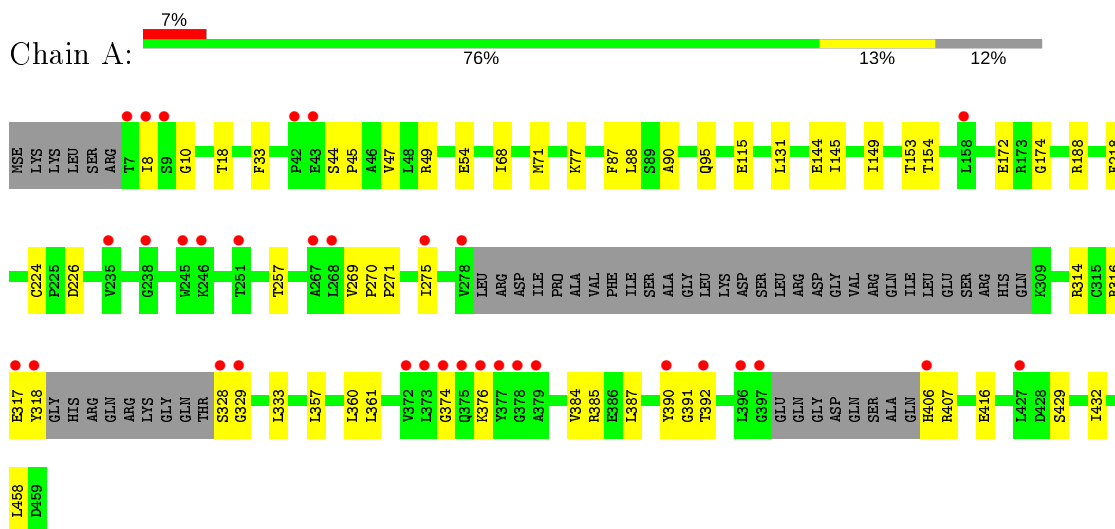 7%
Chain A:
76% 13% 12%
MSE LYS LYS LEU SER ARG T7 I8 S9 G10 T18 F33 P42 E43 S44 P45 A46 V47 L48 R49 E54 I68 M71 K77 F87 L88 S89 A90 Q95 E115 L131 E144 I145 I149 T153 T154 L158 E172 R173 G174 R188
C224 P225 D226 V235 G238 W245 K246 T251 T257 A267 L268 V269 P270 P271 I275 V278 LEU ARG ASP ILE PRO ALA VAL PHE ILE SER ALA GLY LEU LYS ASP SER LEU ARG ASP GLY VAL ARG GLN ILE LEU GLU SER ARG HIS GLN K309 R314 C315
E317 Y318 GLY HIS ARG GLN ARG LYS GLY GLN THR S328 G329 L333 L357 L360 L361 V372 L373 G374 Q375 K376 Y377 G378 A379 V384 R385 E386 L387 Y390 G391 T392 L396 G397 GLU GLN GLY ASP GLN SER ALA GLN H406 R407 E416 L427 D428 S429 I432
L458 D459